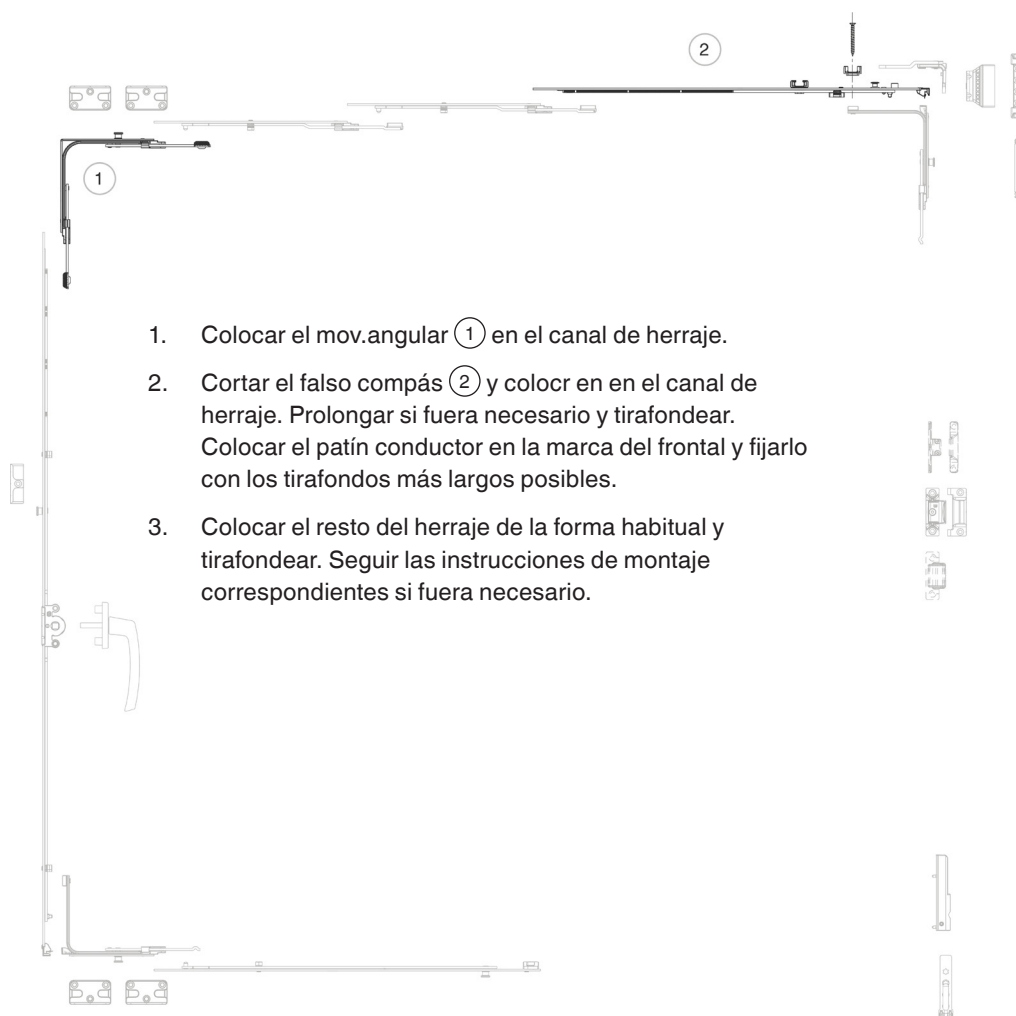 2
1
1. Colocar el mov.angular 1 en el canal de herraje.
2. Cortar el falso compás 2 y colocr en en el canal de
herraje. Prolongar si fuera necesario y tirafondear.
Colocar el patín conductor en la marca del frontal y fijarlo
con los tirafondos más largos posibles.
3. Colocar el resto del herraje de la forma habitual y
tirafondear. Seguir las instrucciones de montaje
correspondientes si fuera necesario.